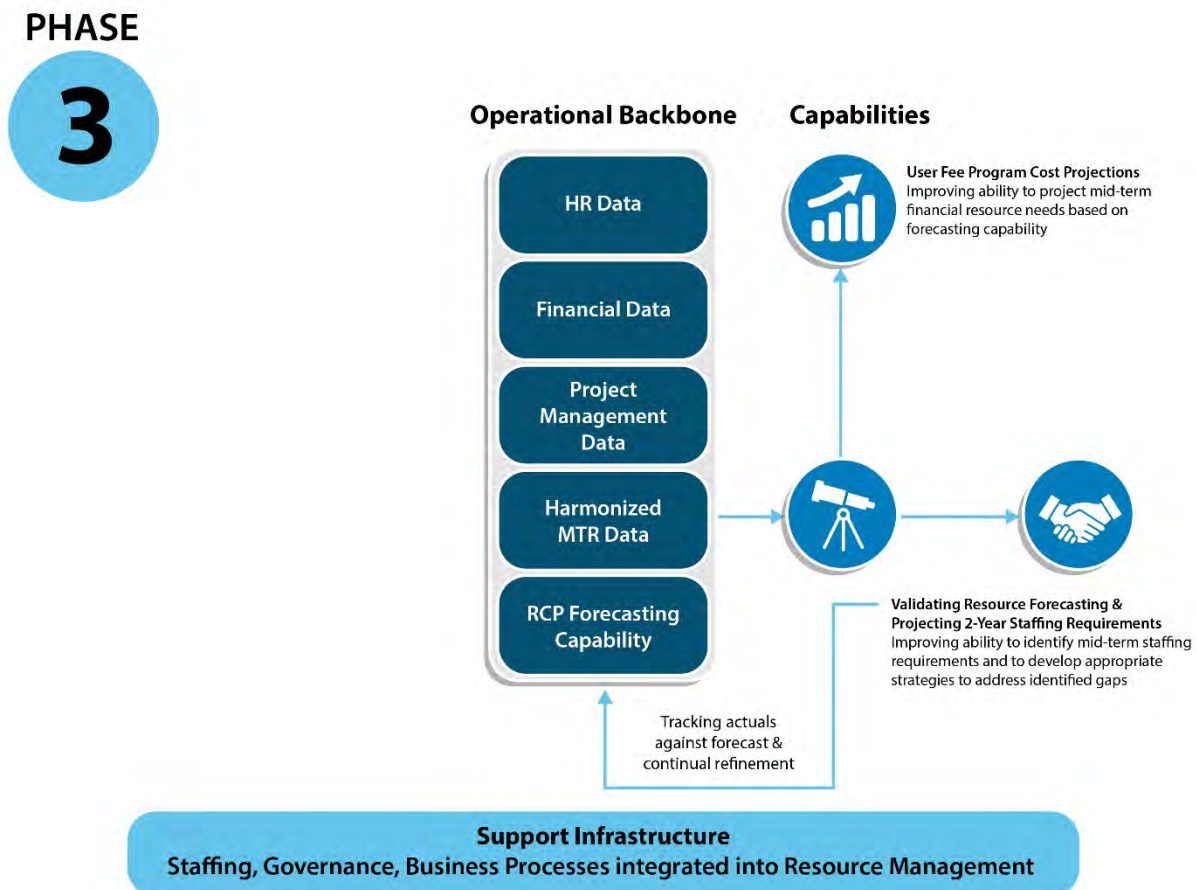 PHASE
3
Operational Backbone
Capabilities
HR Data
Financial Data
Project
Management
Data
Harmonized
MTR Data
RCP Forecasting
Capability
User Fee Program Cost Projections
Improving ability to project mid-term
financial resource needs based on
forecasting capability
Validating Resource Forecasting &
Projecting 2-Year Staffing Requirements
Improving ability to identify mid-term staffing
requirements and to develop appropriate
strategies to address identified gaps
Tracking actuals
against forecast &
continual refinement
Support Infrastructure
Staffing, Governance, Business Processes integrated into Resource Management